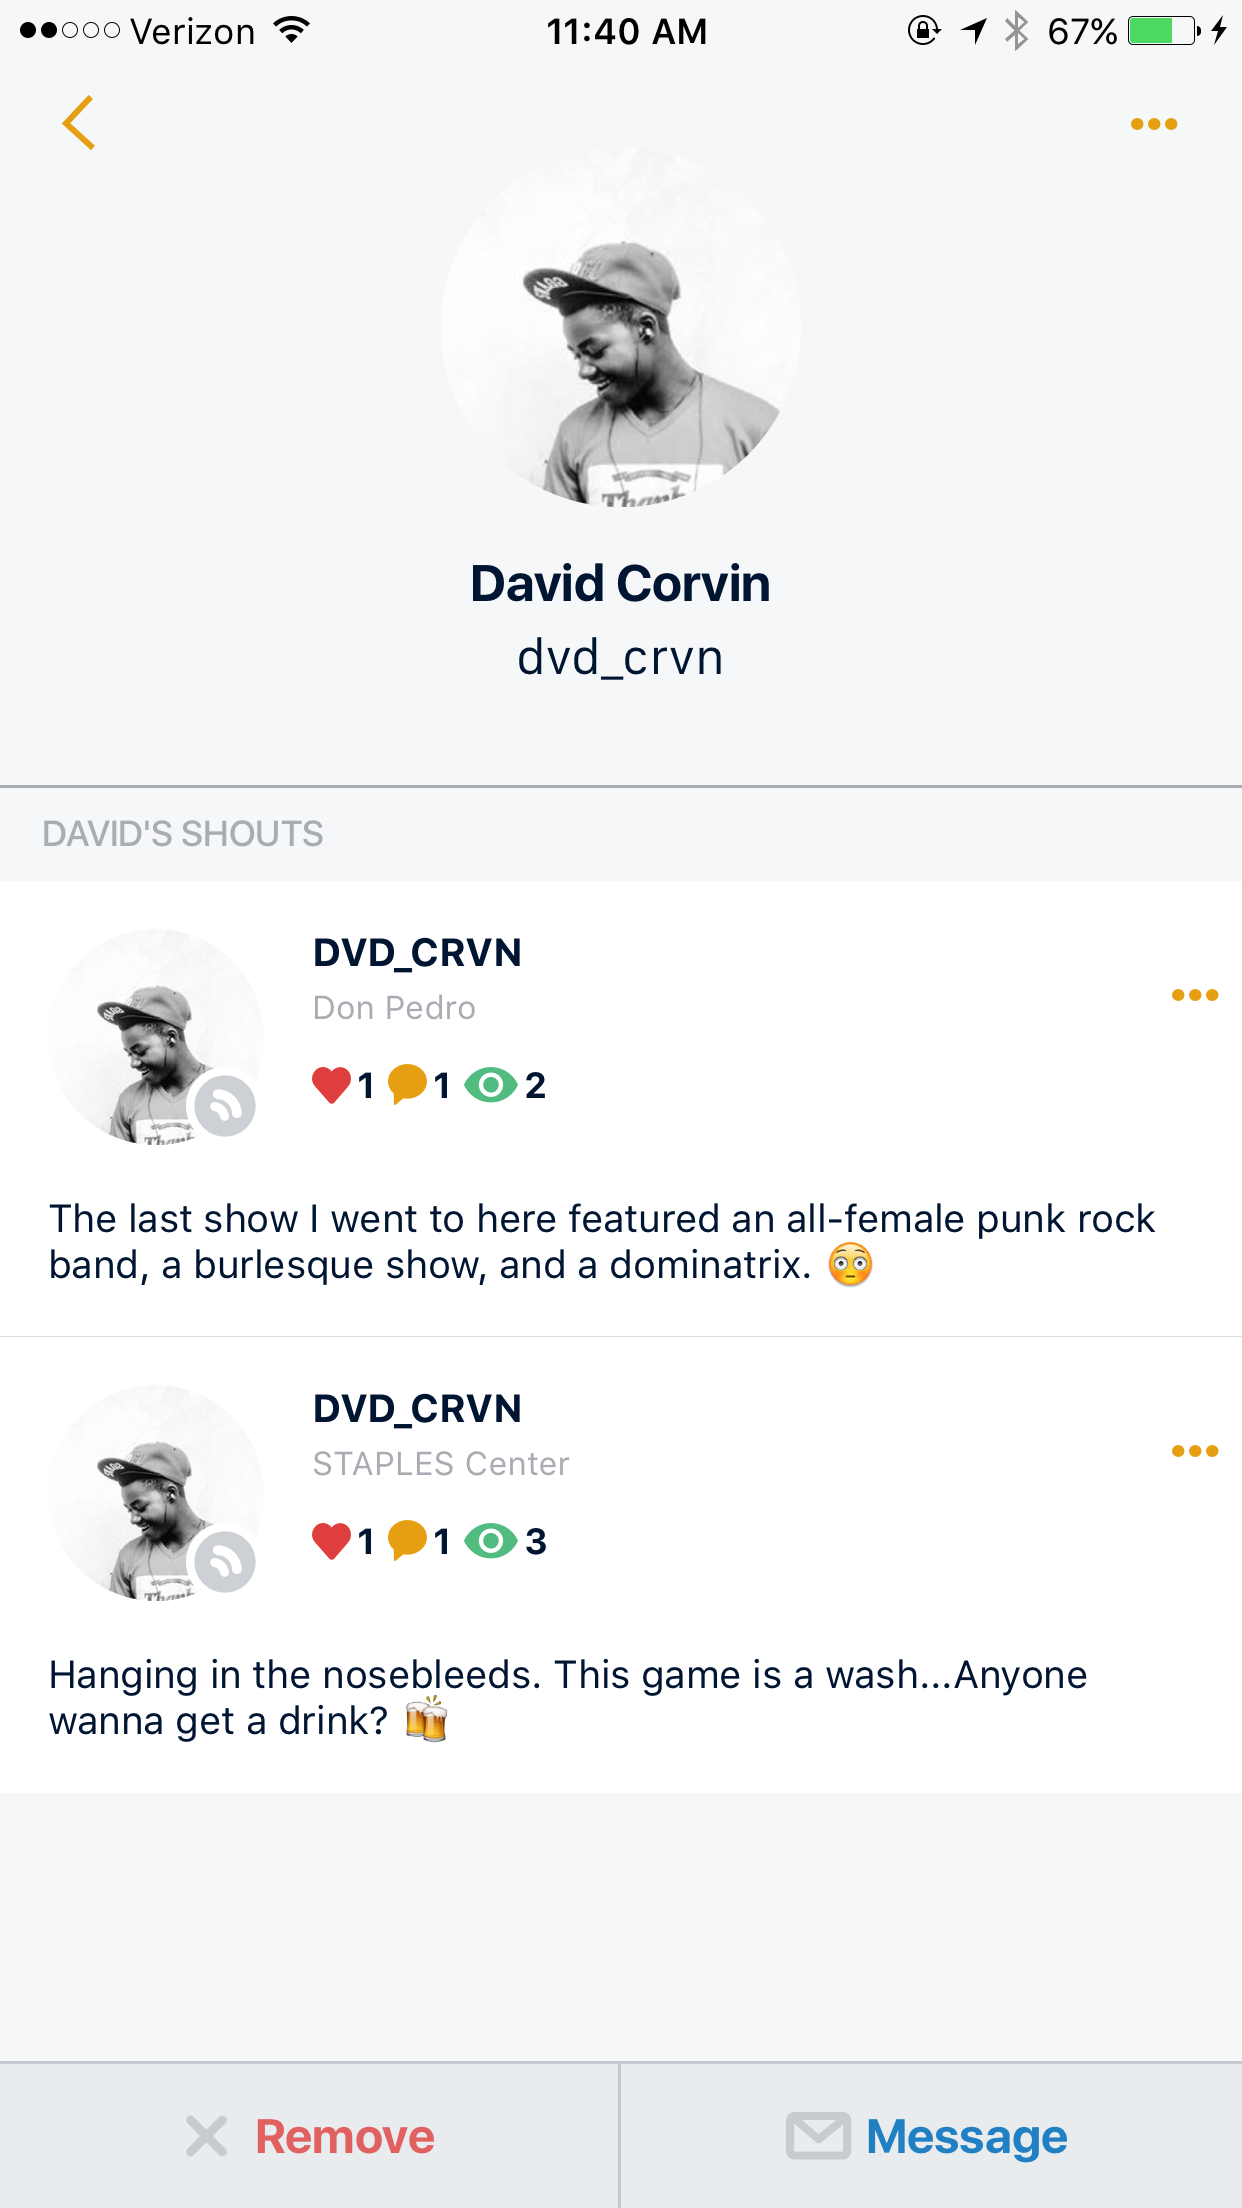 Verizon 11:40 AM 67%
Thank
David Corvin
dvd_crvn
DAVID'S SHOUTS
DVD_CRVN
Don Pedro
1 1 2
The last show I went to here featured an all-female punk rock
band, a burlesque show, and a dominatrix. 😳
DVD_CRVN
STAPLES Center
1 1 3
Hanging in the nosebleeds. This game is a wash...Anyone
wanna get a drink? 🍻
Remove Message